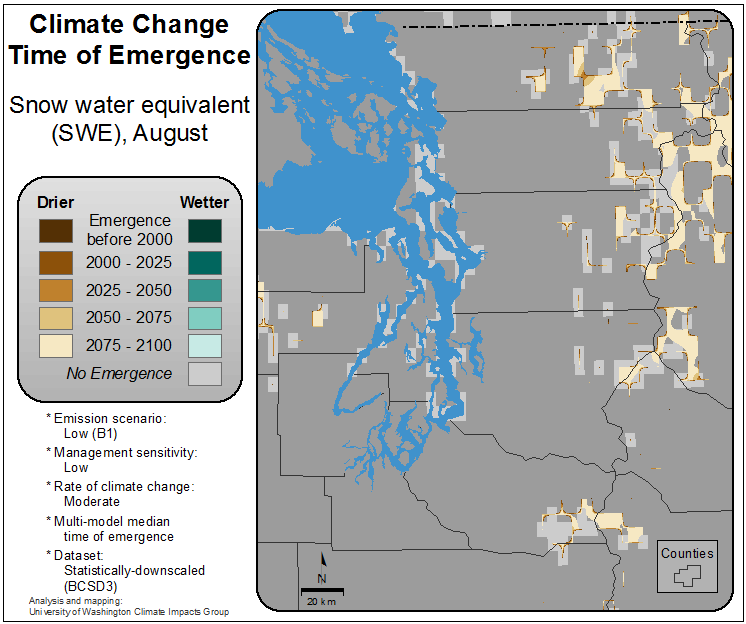 Climate Change
Time of Emergence
Snow water equivalent
(SWE), August
Drier
Wetter
Emergence
before 2000
2000 - 2025
2025 - 2050
2050 - 2075
2075 - 2100
No Emergence
* Emission scenario:
Low (B1)
* Management sensitivity:
Low
* Rate of climate change:
Moderate
* Multi-model median
time of emergence
* Dataset:
Statistically-downscaled
(BCSD3)
Analysis and mapping:
University of Washington Climate Impacts Group
N
20 km
Counties